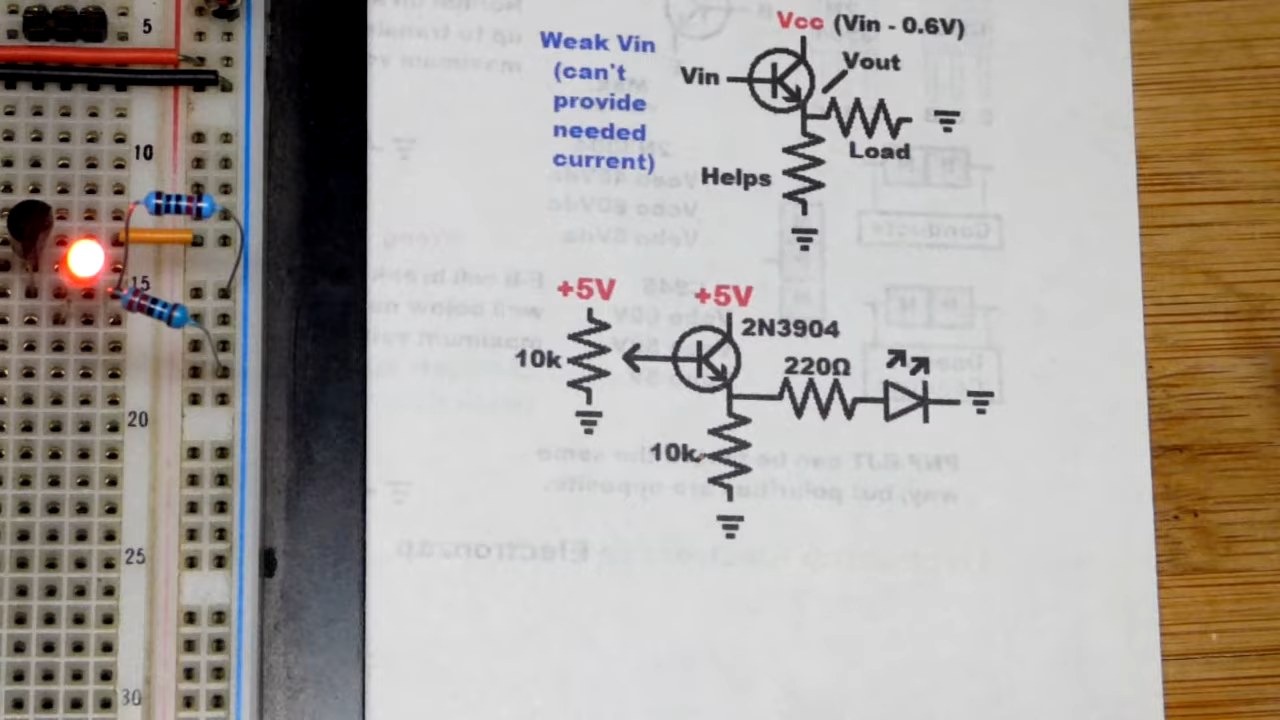 5
10
15
20
25
30
Weak Vin
(can't
provide
needed
current)
Vcc (Vin - 0.6V)
Vin
Vout
Load
Helps
+5V
+5V
2N3904
10k
220Ω
10k